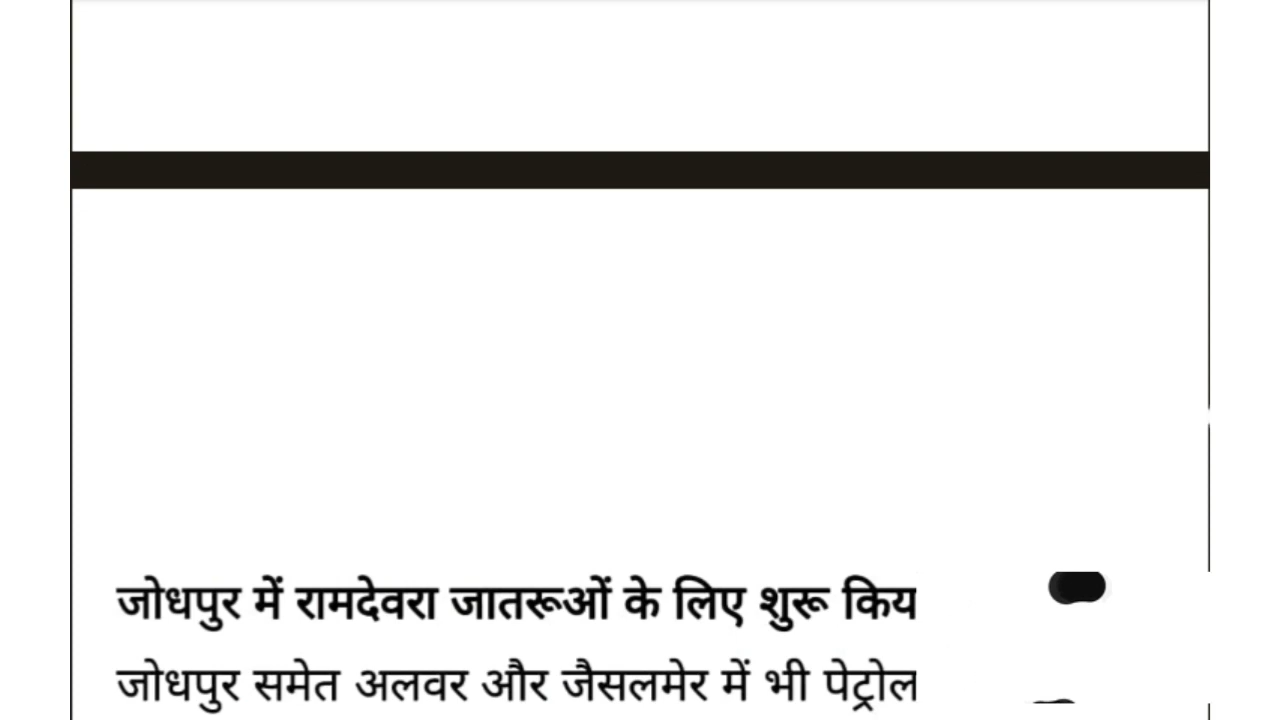 जोधपुर में रामदेवरा जातरूओं के लिए शुरू किय
जोधपुर समेत अलवर और जैसलमेर में भी पेट्रोल